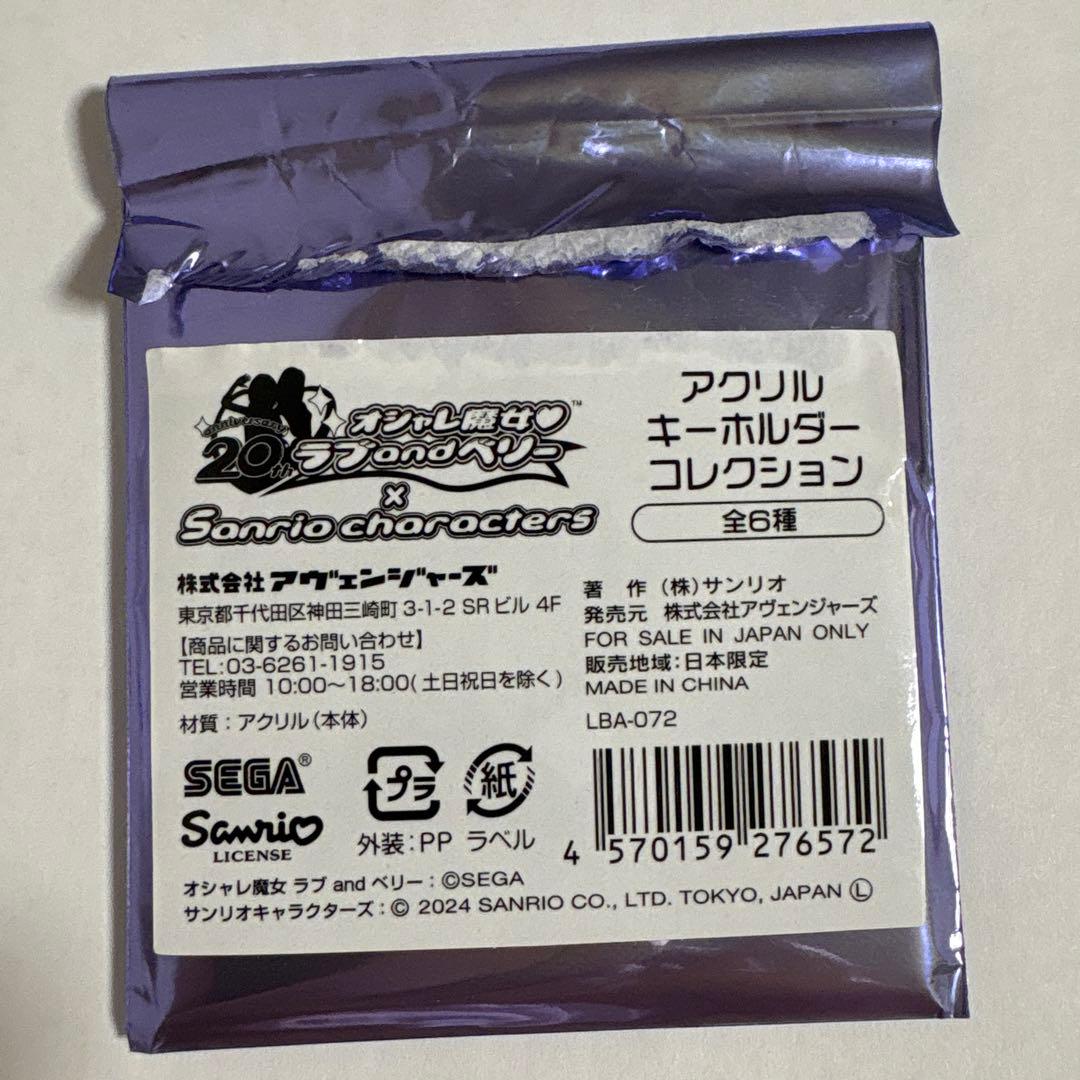 anniversary
20th
オシャレ魔女♥™
ラブandベリー
×
Sanrio characters
アクリル
キーホルダー
コレクション
全6種
株式会社アヴェンジャーズ
東京都千代田区神田三崎町 3-1-2 SRビル 4F
【商品に関するお問い合わせ】
TEL:03-6261-1915
営業時間 10:00〜18:00(土日祝日を除く)
材質：アクリル(本体)
著 作 (株)サンリオ
発売元 株式会社アヴェンジャーズ
FOR SALE IN JAPAN ONLY
販売地域：日本限定
MADE IN CHINA
LBA-072
SEGA®
Sanrio
LICENSE
プラ
紙
外装：PP ラベル
4 570159 276572
オシャレ魔女 ラブ and ベリー：©SEGA
サンリオキャラクターズ：© 2024 SANRIO CO., LTD. TOKYO, JAPAN Ⓛ